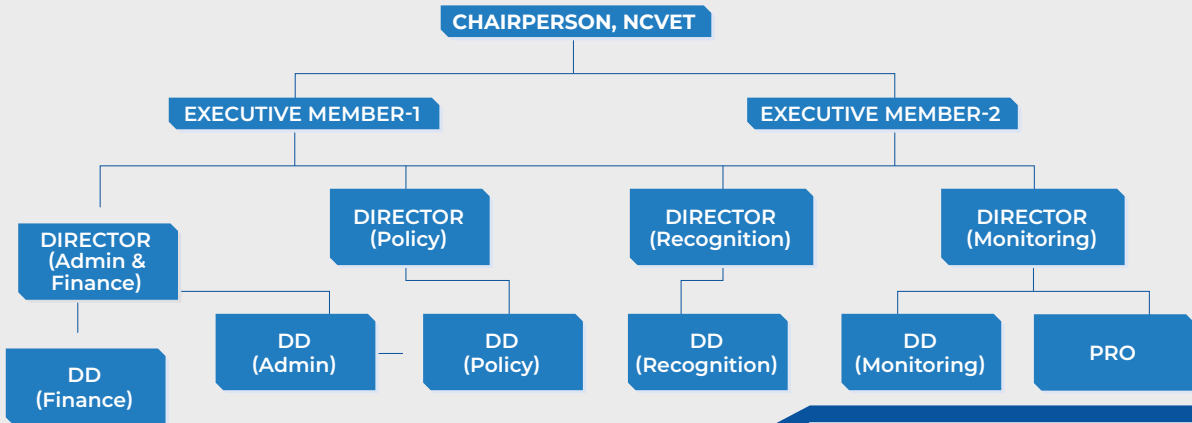 CHAIRPERSON, NCVET
EXECUTIVE MEMBER-1
EXECUTIVE MEMBER-2
DIRECTOR
(Admin &
Finance)
DIRECTOR
(Policy)
DIRECTOR
(Recognition)
DIRECTOR
(Monitoring)
DD
(Finance)
DD
(Admin)
DD
(Policy)
DD
(Recognition)
DD
(Monitoring)
PRO